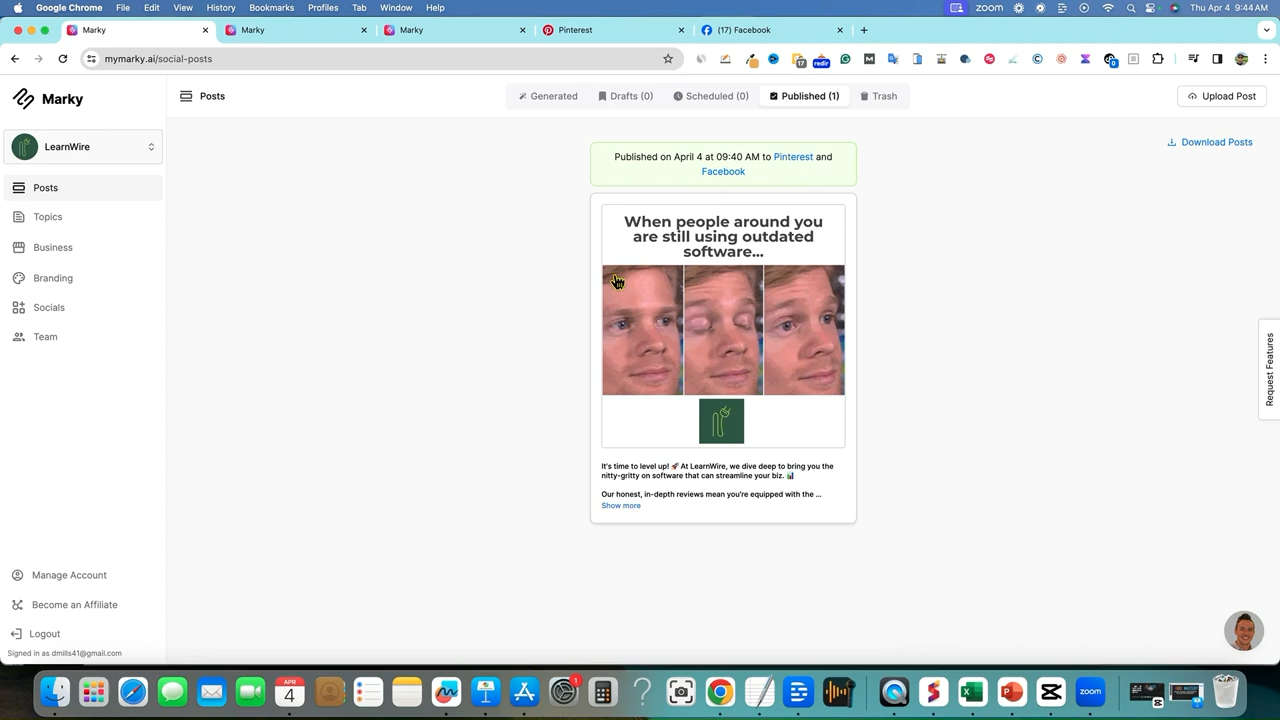 Google Chrome File Edit View History Bookmarks Profiles Tab Window Help ZOOM Thu Apr 4 9:44 AM
Marky Marky Marky Pinterest (17) Facebook
mymarky.ai/social-posts
Marky
Posts
Generated Drafts (0) Scheduled (0) Published (1) Trash
Upload Post
Download Posts
LearnWire
Posts
Topics
Business
Branding
Socials
Team
Published on April 4 at 09:40 AM to Pinterest and
Facebook
When people around you
are still using outdated
software...
It's time to level up! 🚀 At LearnWire, we dive deep to bring you the
nitty-gritty on software that can streamline your biz. 📊
Our honest, in-depth reviews mean you're equipped with the ...
Show more
Request Features
Manage Account
Become an Affiliate
Logout
Signed in as dmills41@gmail.com
APR
4
1
zoom